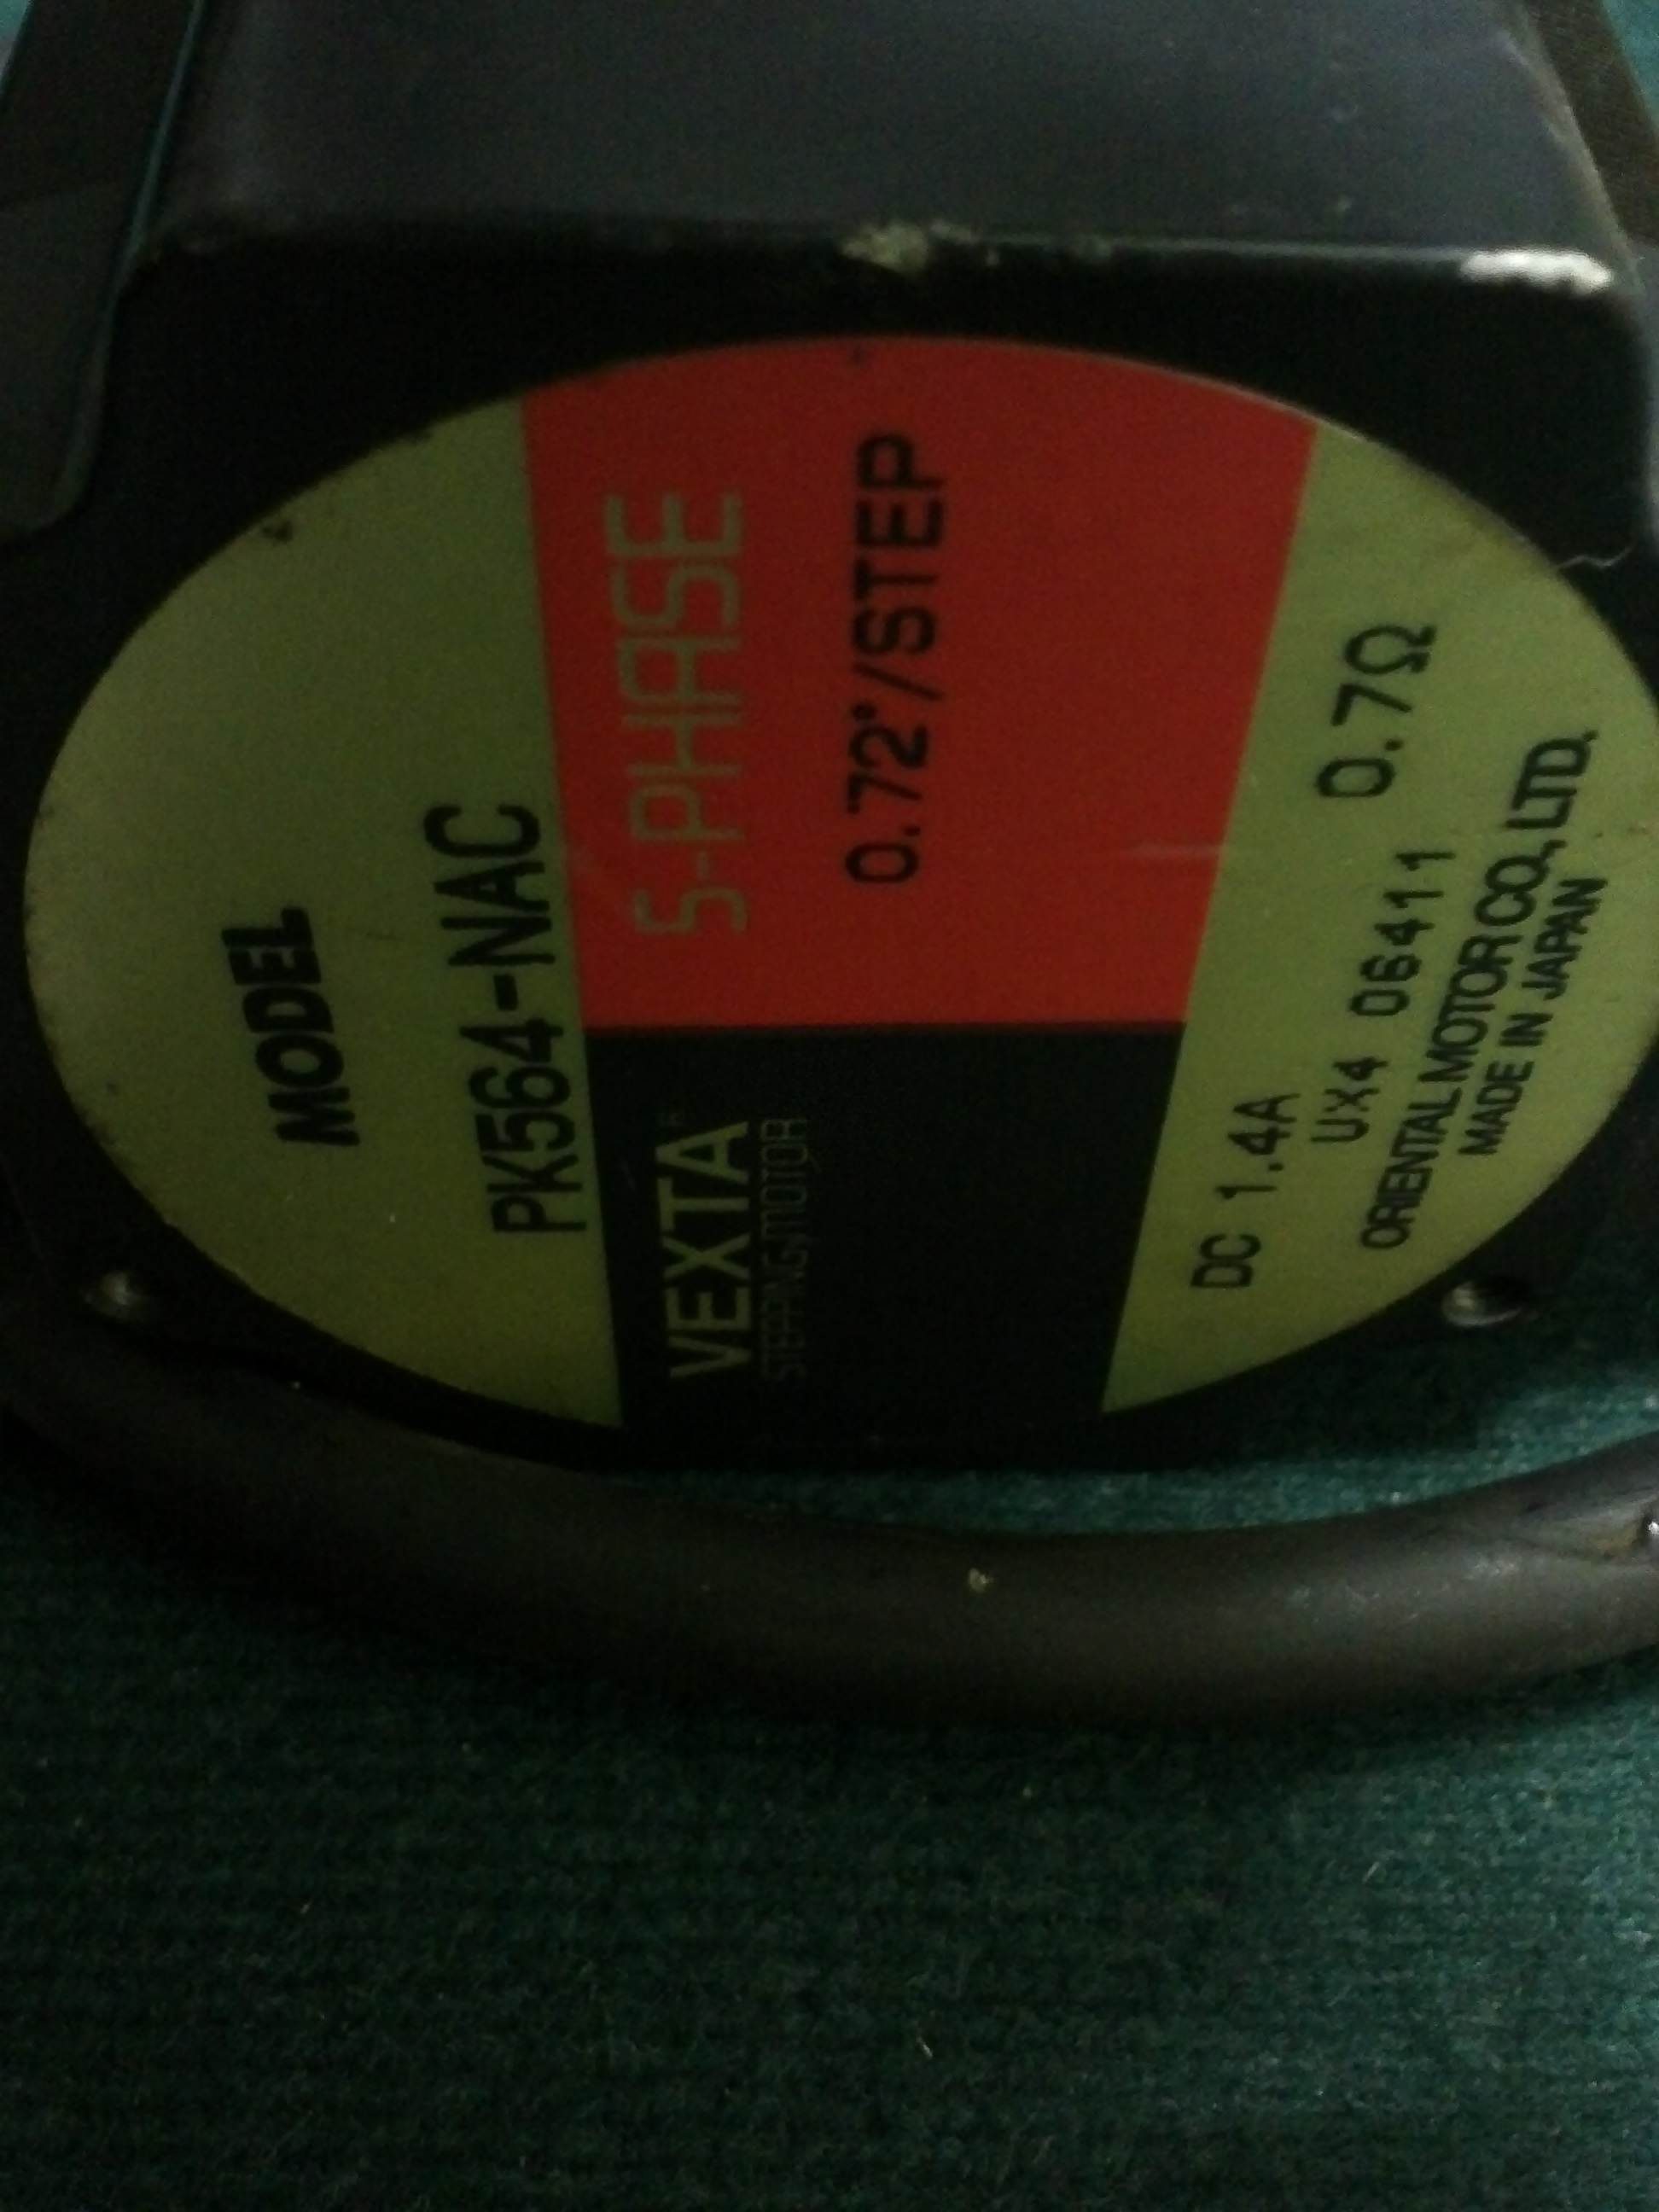 MODEL
PK564-NAC
5-PHASE
0.72°/STEP
VEXTA®
STEPPING MOTOR
DC 1.4A 0.7Ω
UX4 06411
ORIENTAL MOTOR CO., LTD.
MADE IN JAPAN